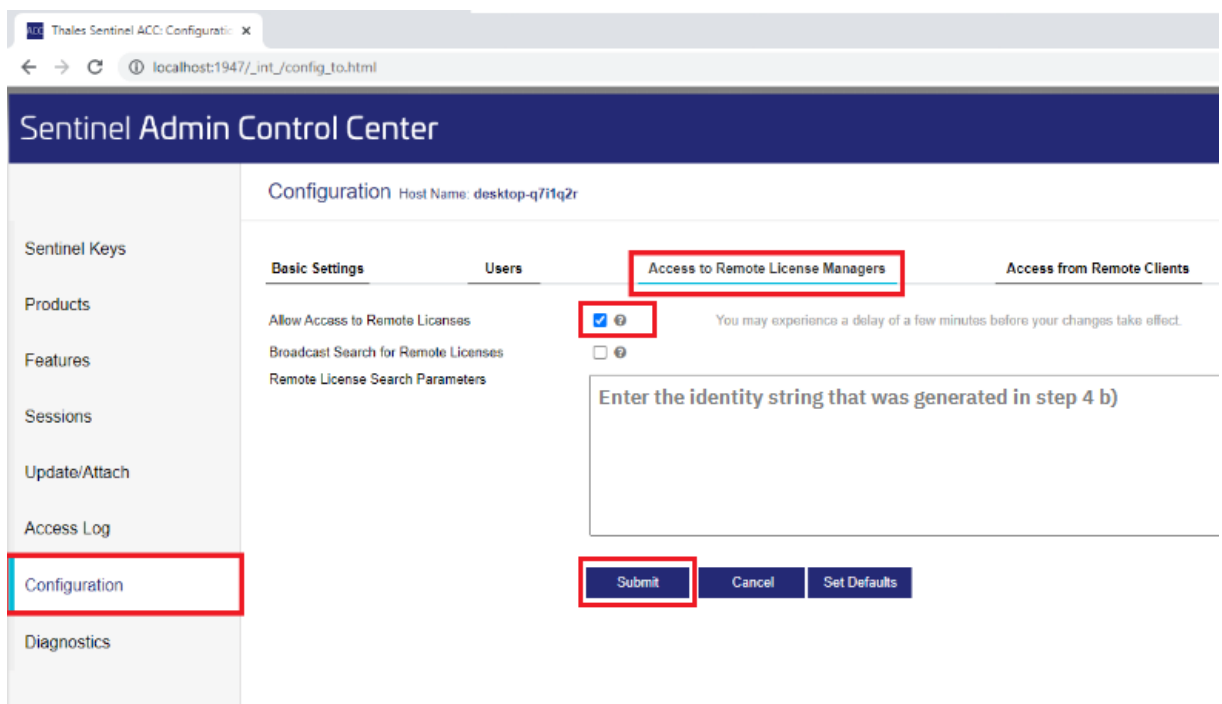 ACC Thales Sentinel ACC: Configuratic x
localhost:1947/_int_/config_to.html
Sentinel Admin Control Center
Configuration Host Name: desktop-q7i1q2r
Sentinel Keys
Products
Features
Sessions
Update/Attach
Access Log
Configuration
Diagnostics
Basic Settings Users Access to Remote License Managers Access from Remote Clients
Allow Access to Remote Licenses You may experience a delay of a few minutes before your changes take effect.
Broadcast Search for Remote Licenses
Remote License Search Parameters
Enter the identity string that was generated in step 4 b)
Submit Cancel Set Defaults